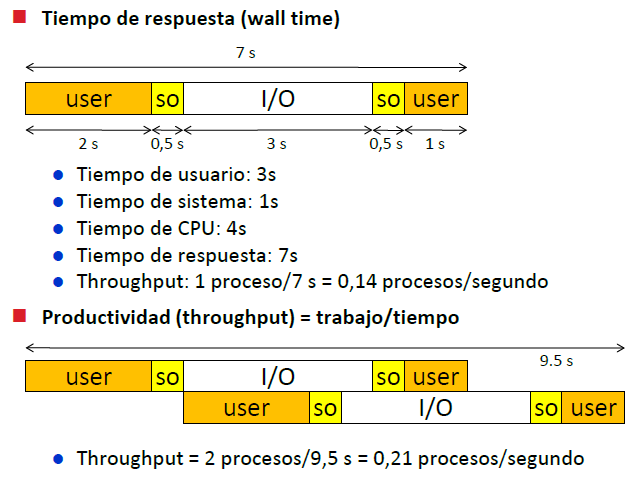 Tiempo de respuesta (wall time)
7 s
user so I/O so user
2 s 0,5 s 3 s 0,5 s 1 s
Tiempo de usuario: 3s
Tiempo de sistema: 1s
Tiempo de CPU: 4s
Tiempo de respuesta: 7s
Throughput: 1 proceso/7 s = 0,14 procesos/segundo
Productividad (throughput) = trabajo/tiempo
9.5 s
user so I/O so user
user so I/O so user
Throughput = 2 procesos/9,5 s = 0,21 procesos/segundo